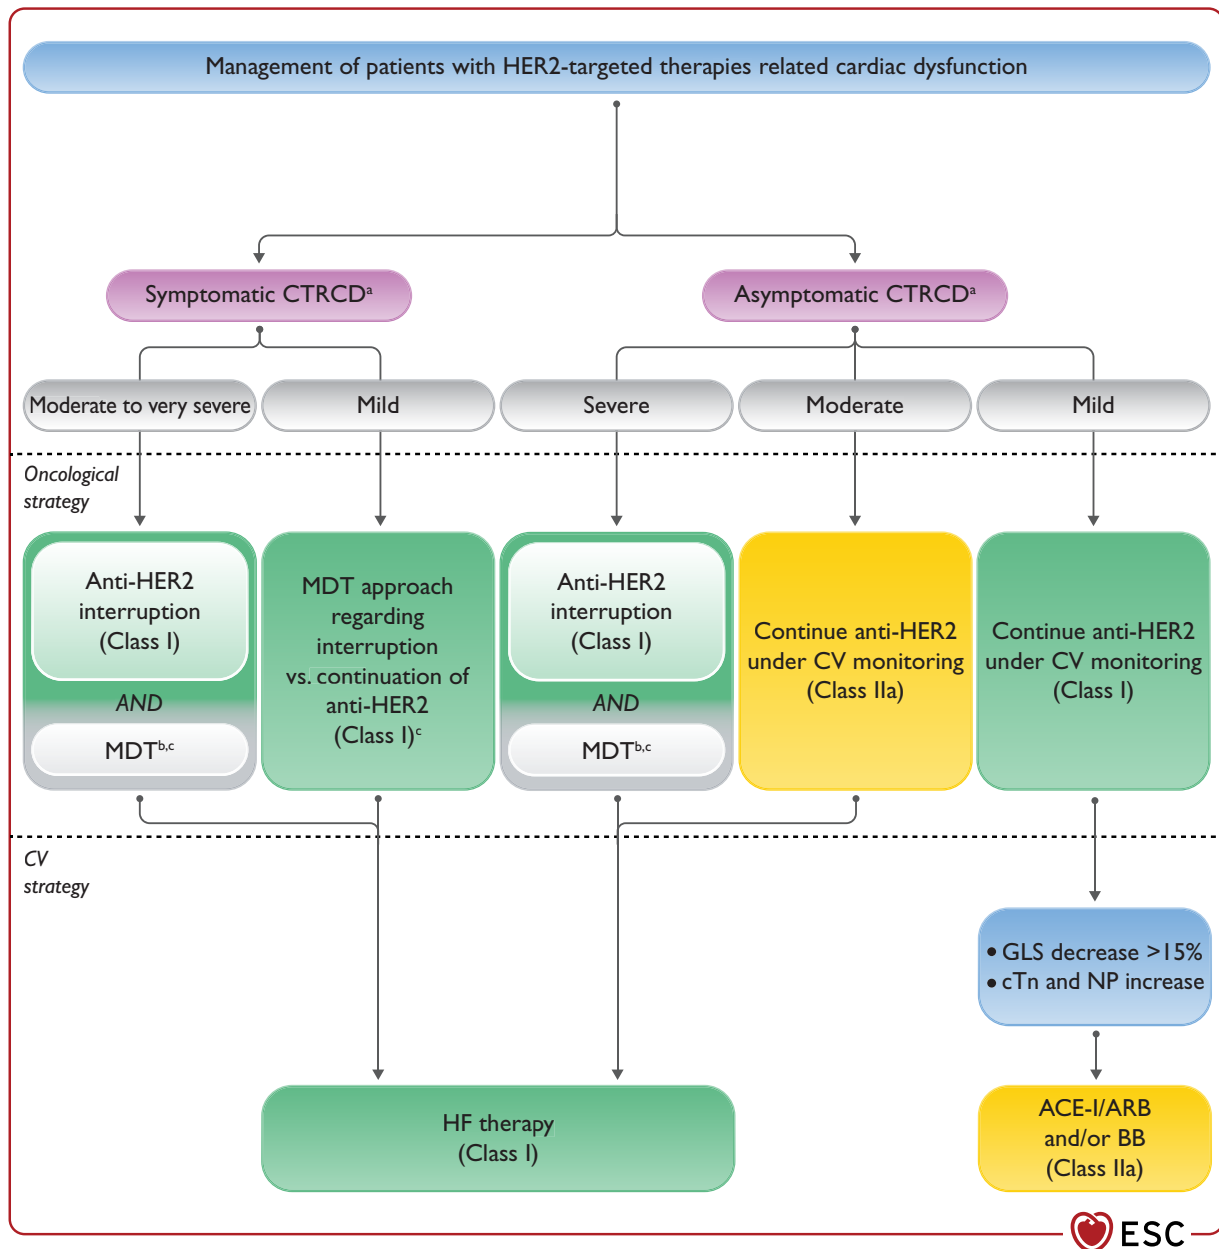 Management of patients with HER2-targeted therapies related cardiac dysfunction
Symptomatic CTRCDᵃ
Asymptomatic CTRCDᵃ
Moderate to very severe
Mild
Severe
Moderate
Mild
Oncological
strategy
Anti-HER2
interruption
(Class I)
AND
MDTᵇ,ᶜ
MDT approach
regarding
interruption
vs. continuation of
anti-HER2
(Class I)ᶜ
Anti-HER2
interruption
(Class I)
AND
MDTᵇ,ᶜ
Continue anti-HER2
under CV monitoring
(Class IIa)
Continue anti-HER2
under CV monitoring
(Class I)
CV
strategy
• GLS decrease >15%
• cTn and NP increase
HF therapy
(Class I)
ACE-I/ARB
and/or BB
(Class IIa)
ESC